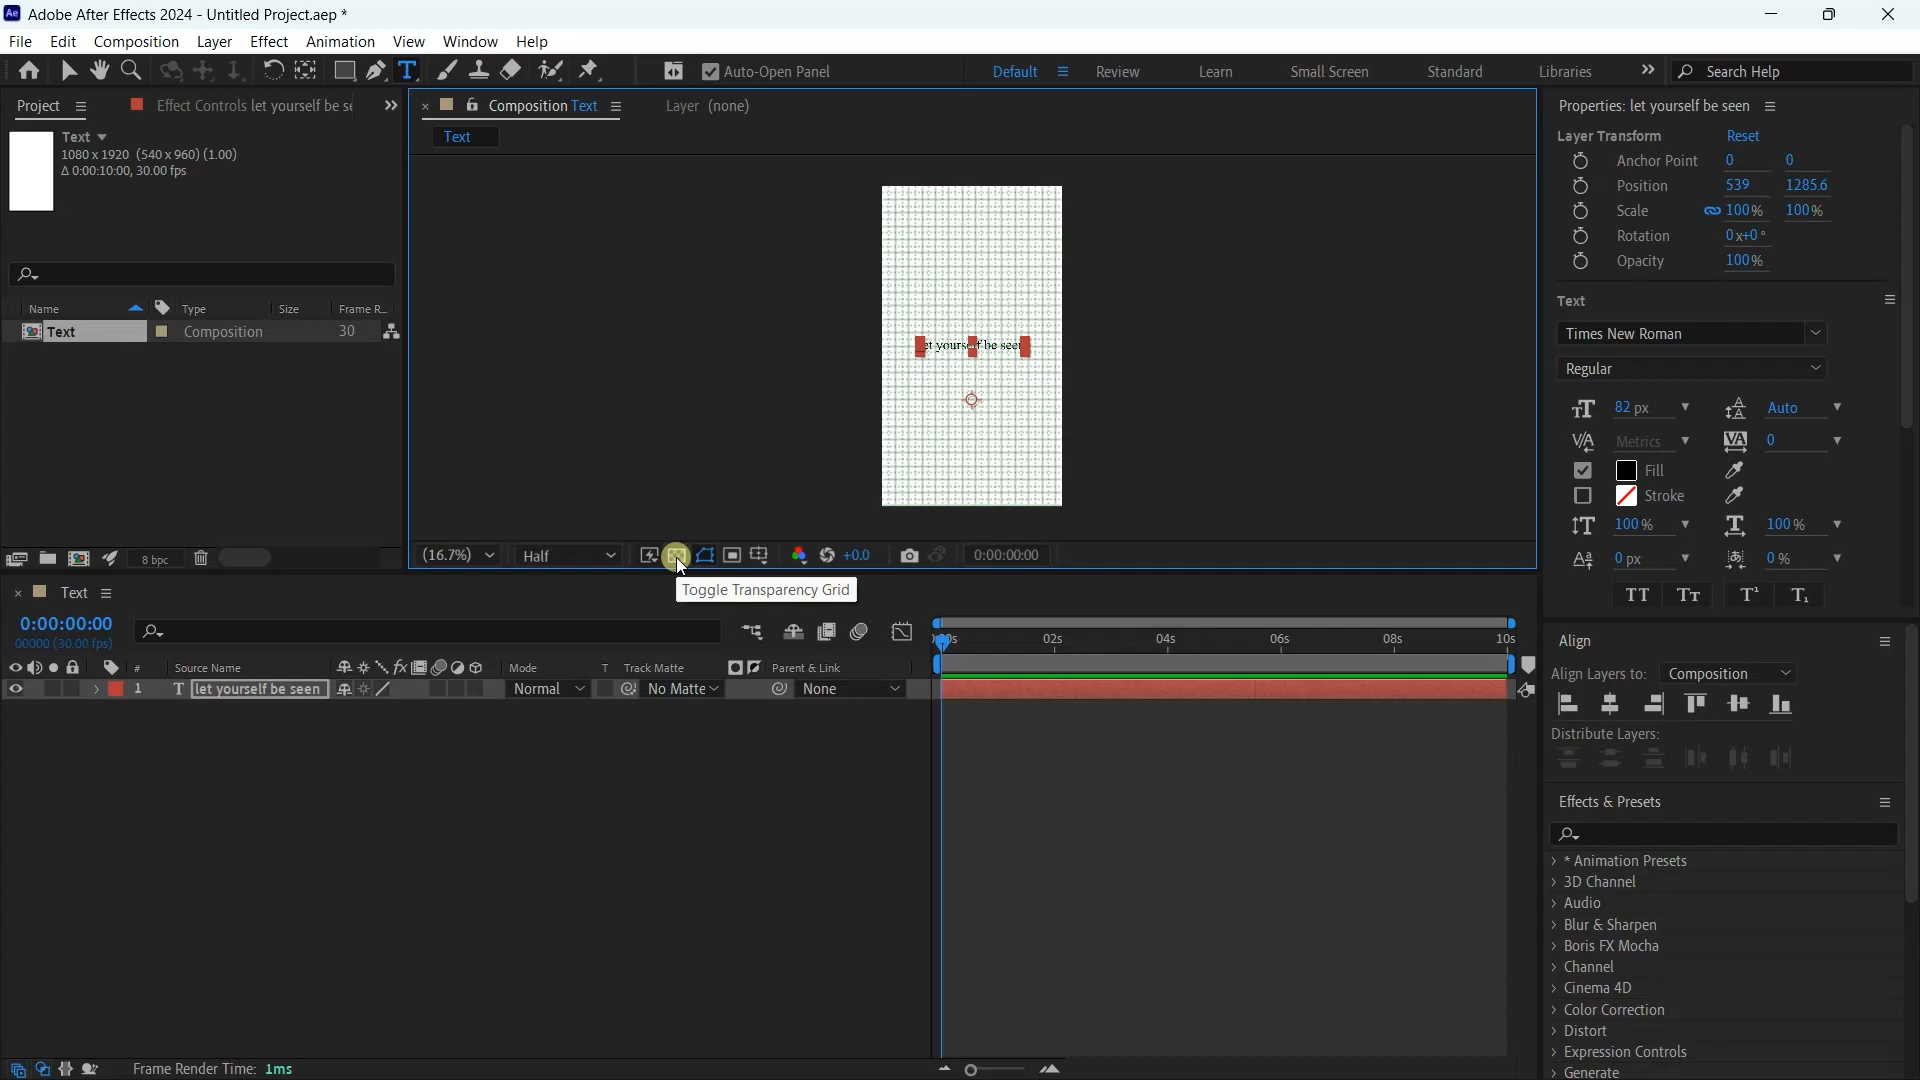 Adobe After Effects 2024 - Untitled Project.aep *
File Edit Composition Layer Effect Animation View Window Help
Auto-Open Panel Default Review Learn Small Screen Standard Libraries Search Help
Project Effect Controls let yourself be se
Composition Text Layer (none)
Text
Text
1080 x 1920 (540 x 960) (1.00)
Δ 0:00:10:00, 30.00 fps
Name Type Size Frame R...
Text Composition 30
8 bpc
let yourself be seen
(16.7%) Half +0.0 0:00:00:00
Toggle Transparency Grid
Properties: let yourself be seen
Layer Transform Reset
Anchor Point 0 0
Position 539 1285.6
Scale 100% 100%
Rotation 0x+0°
Opacity 100%
Text
Times New Roman
Regular
82 px Auto
Metrics 0
Fill
Stroke
100% 100%
0 px 0%
TT Tᴛ T¹ T₁
Text
0:00:00:00
00000 (30.00 fps)
# Source Name Mode T Track Matte Parent & Link
1 T let yourself be seen Normal No Matte None
02s 04s 06s 08s 10s
Align
Align Layers to: Composition
Distribute Layers:
Effects & Presets
* Animation Presets
3D Channel
Audio
Blur & Sharpen
Boris FX Mocha
Channel
Cinema 4D
Color Correction
Distort
Expression Controls
Generate
Frame Render Time: 1ms